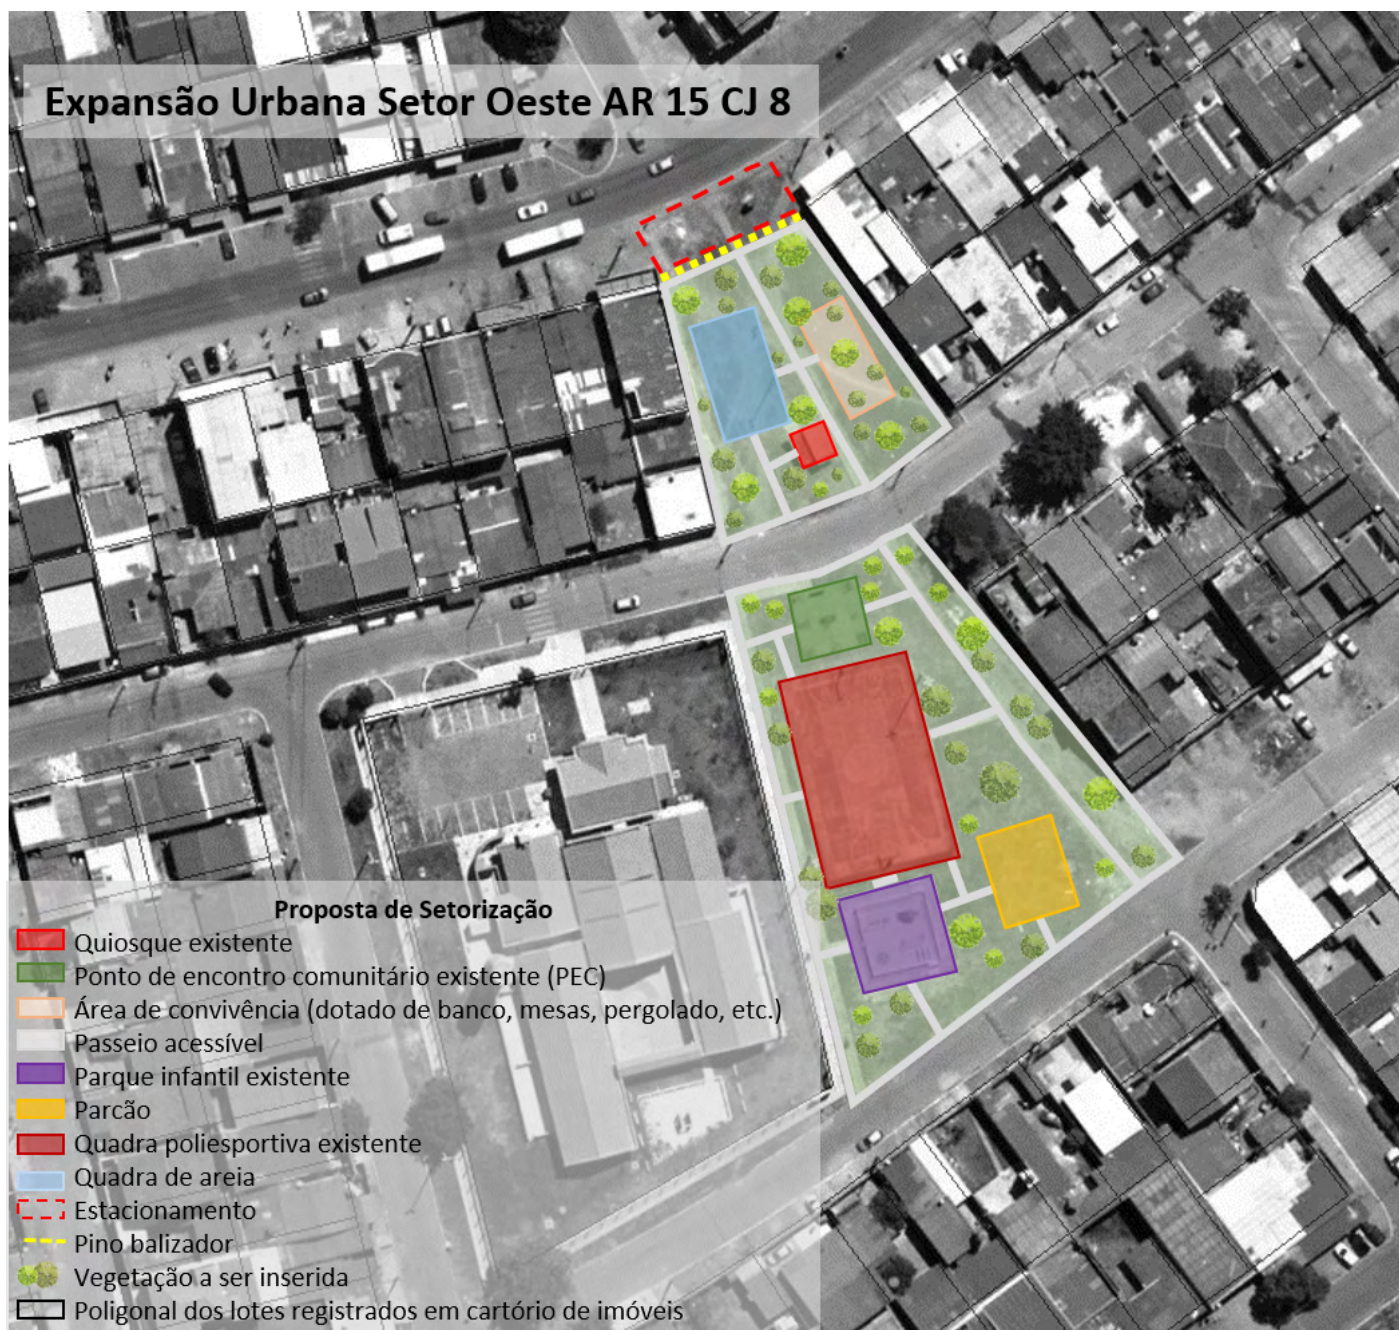 Expansão Urbana Setor Oeste AR 15 CJ 8
Proposta de Setorização
Quiosque existente
Ponto de encontro comunitário existente (PEC)
Área de convivência (dotado de banco, mesas, pergolado, etc.)
Passeio acessível
Parque infantil existente
Parcão
Quadra poliesportiva existente
Quadra de areia
Estacionamento
Pino balizador
Vegetação a ser inserida
Poligonal dos lotes registrados em cartório de imóveis